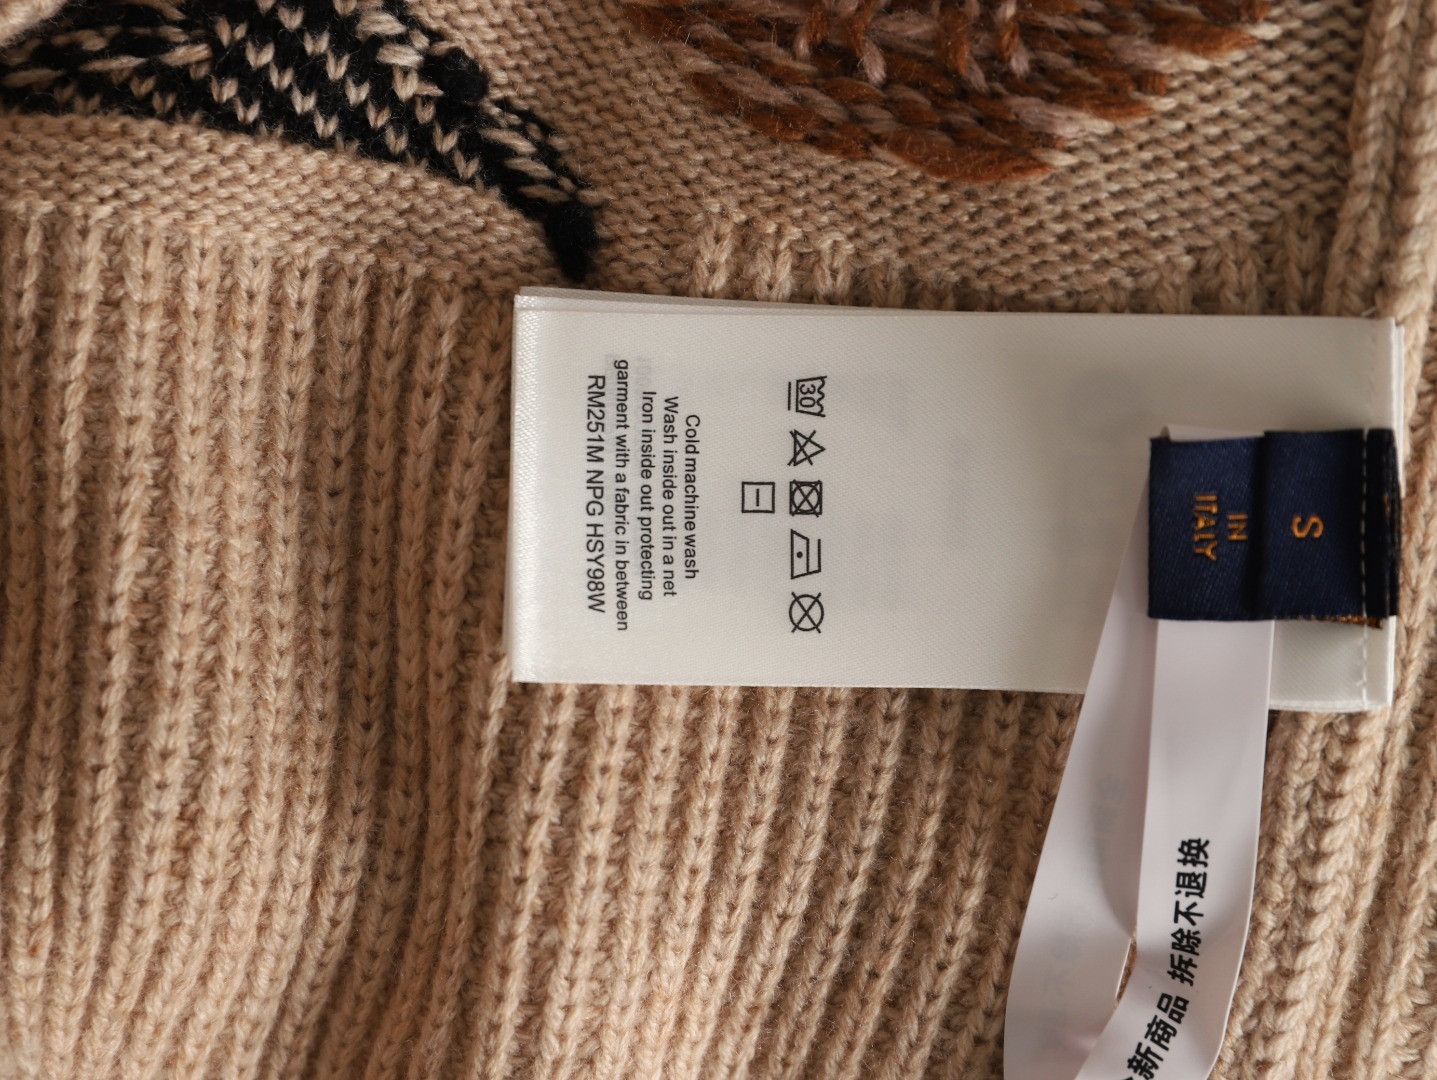 30
Cold machine wash
Wash inside out in a net
Iron inside out protecting
garment with a fabric in between
RM251M NPG HSY98W
S
IN
ITALY
新商品 拆除不退换